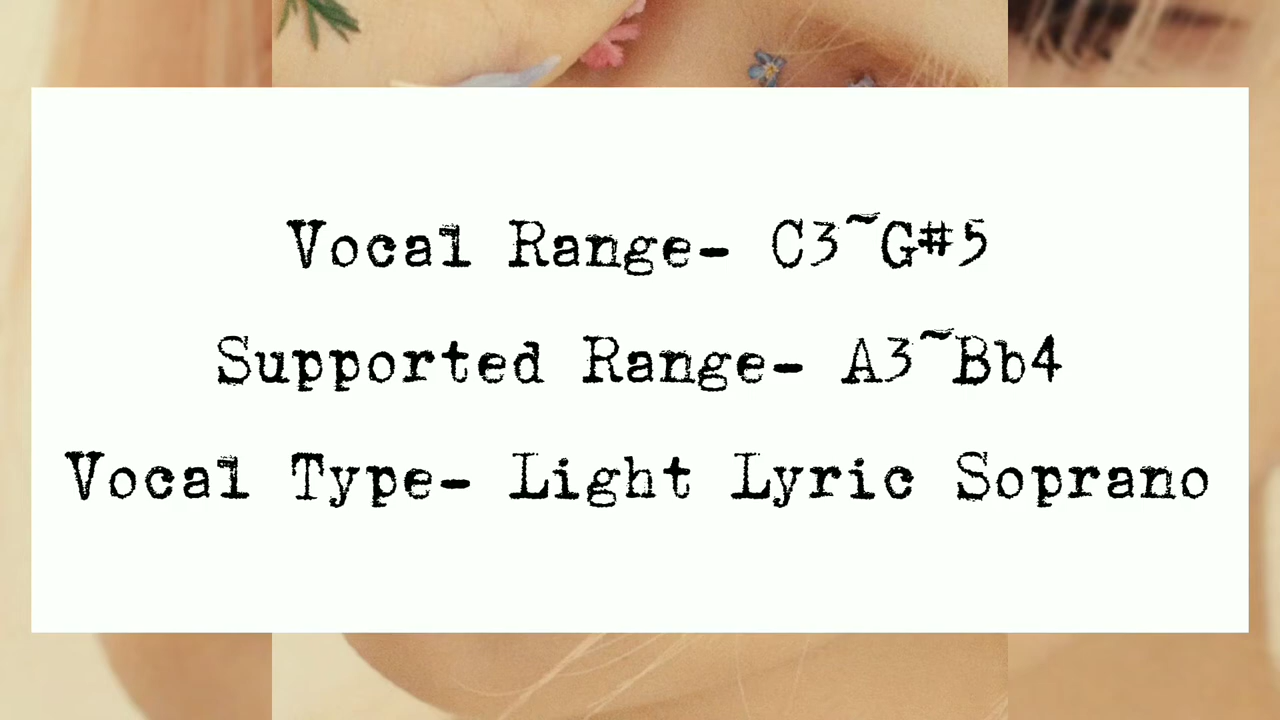 Vocal Range- C3~G#5
Supported Range- A3~Bb4
Vocal Type- Light Lyric Soprano